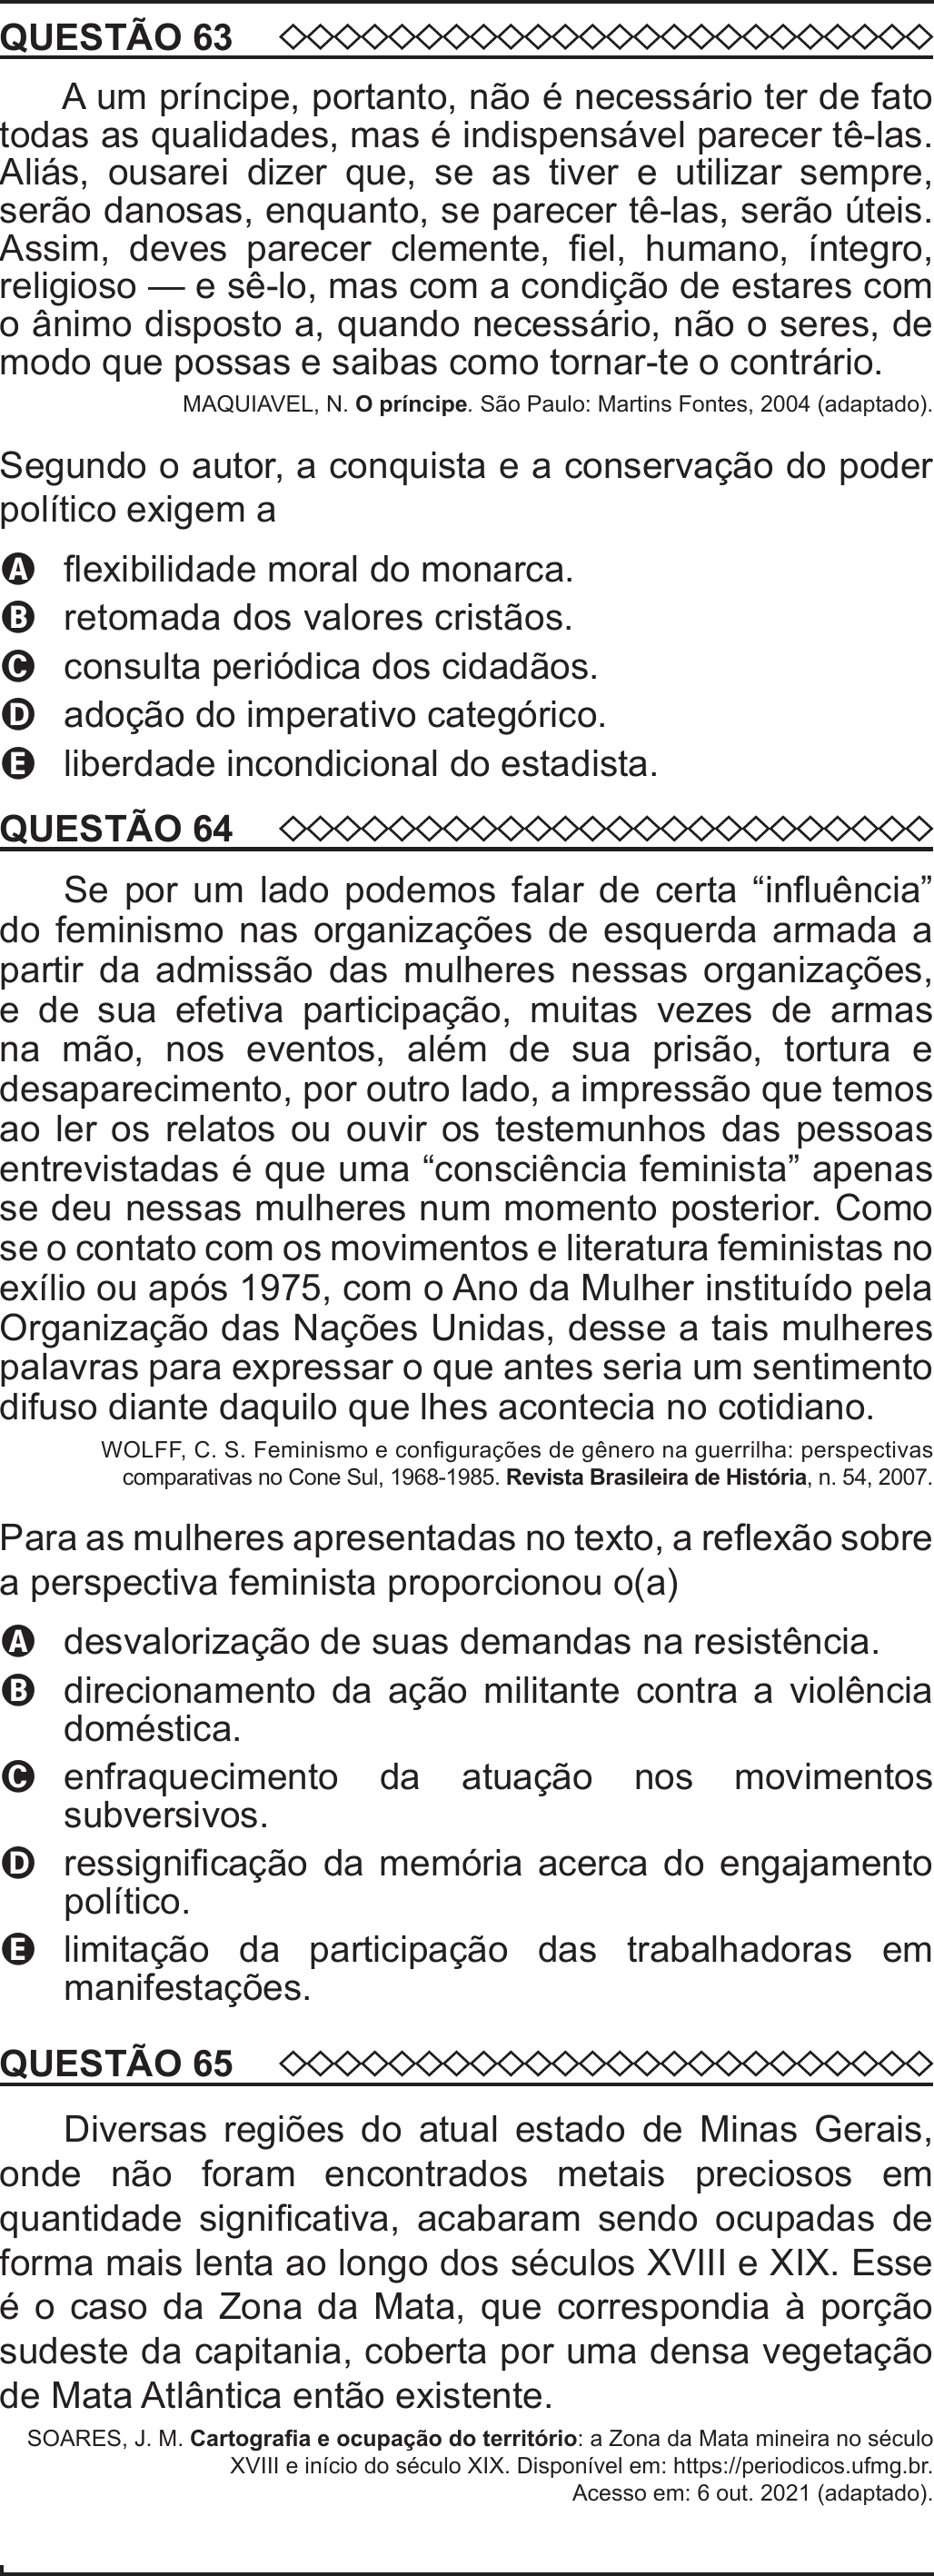 QUESTÃO 63
A um príncipe, portanto, não é necessário ter de fato
todas as qualidades, mas é indispensável parecer tê-las.
Aliás, ousarei dizer que, se as tiver e utilizar sempre,
serão danosas, enquanto, se parecer tê-las, serão úteis.
Assim, deves parecer clemente, fiel, humano, íntegro,
religioso — e sê-lo, mas com a condição de estares com
o ânimo disposto a, quando necessário, não o seres, de
modo que possas e saibas como tornar-te o contrário.
MAQUIAVEL, N. O príncipe. São Paulo: Martins Fontes, 2004 (adaptado).
Segundo o autor, a conquista e a conservação do poder
político exigem a
A flexibilidade moral do monarca.
B retomada dos valores cristãos.
C consulta periódica dos cidadãos.
D adoção do imperativo categórico.
E liberdade incondicional do estadista.
QUESTÃO 64
Se por um lado podemos falar de certa “influência”
do feminismo nas organizações de esquerda armada a
partir da admissão das mulheres nessas organizações,
e de sua efetiva participação, muitas vezes de armas
na mão, nos eventos, além de sua prisão, tortura e
desaparecimento, por outro lado, a impressão que temos
ao ler os relatos ou ouvir os testemunhos das pessoas
entrevistadas é que uma “consciência feminista” apenas
se deu nessas mulheres num momento posterior. Como
se o contato com os movimentos e literatura feministas no
exílio ou após 1975, com o Ano da Mulher instituído pela
Organização das Nações Unidas, desse a tais mulheres
palavras para expressar o que antes seria um sentimento
difuso diante daquilo que lhes acontecia no cotidiano.
WOLFF, C. S. Feminismo e configurações de gênero na guerrilha: perspectivas
comparativas no Cone Sul, 1968-1985. Revista Brasileira de História, n. 54, 2007.
Para as mulheres apresentadas no texto, a reflexão sobre
a perspectiva feminista proporcionou o(a)
A desvalorização de suas demandas na resistência.
B direcionamento da ação militante contra a violência
doméstica.
C enfraquecimento da atuação nos movimentos
subversivos.
D ressignificação da memória acerca do engajamento
político.
E limitação da participação das trabalhadoras em
manifestações.
QUESTÃO 65
Diversas regiões do atual estado de Minas Gerais,
onde não foram encontrados metais preciosos em
quantidade significativa, acabaram sendo ocupadas de
forma mais lenta ao longo dos séculos XVIII e XIX. Esse
é o caso da Zona da Mata, que correspondia à porção
sudeste da capitania, coberta por uma densa vegetação
de Mata Atlântica então existente.
SOARES, J. M. Cartografia e ocupação do território: a Zona da Mata mineira no século
XVIII e início do século XIX. Disponível em: https://periodicos.ufmg.br.
Acesso em: 6 out. 2021 (adaptado).